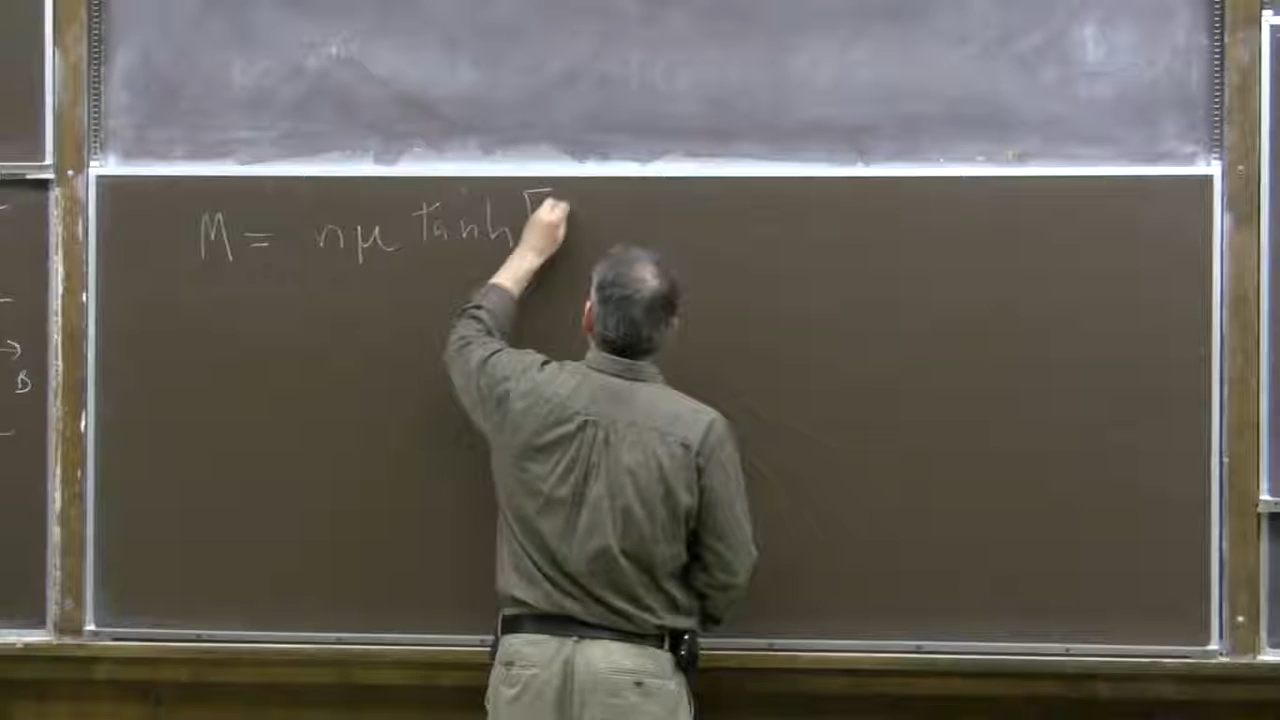 M = nμ tanh [
→
B